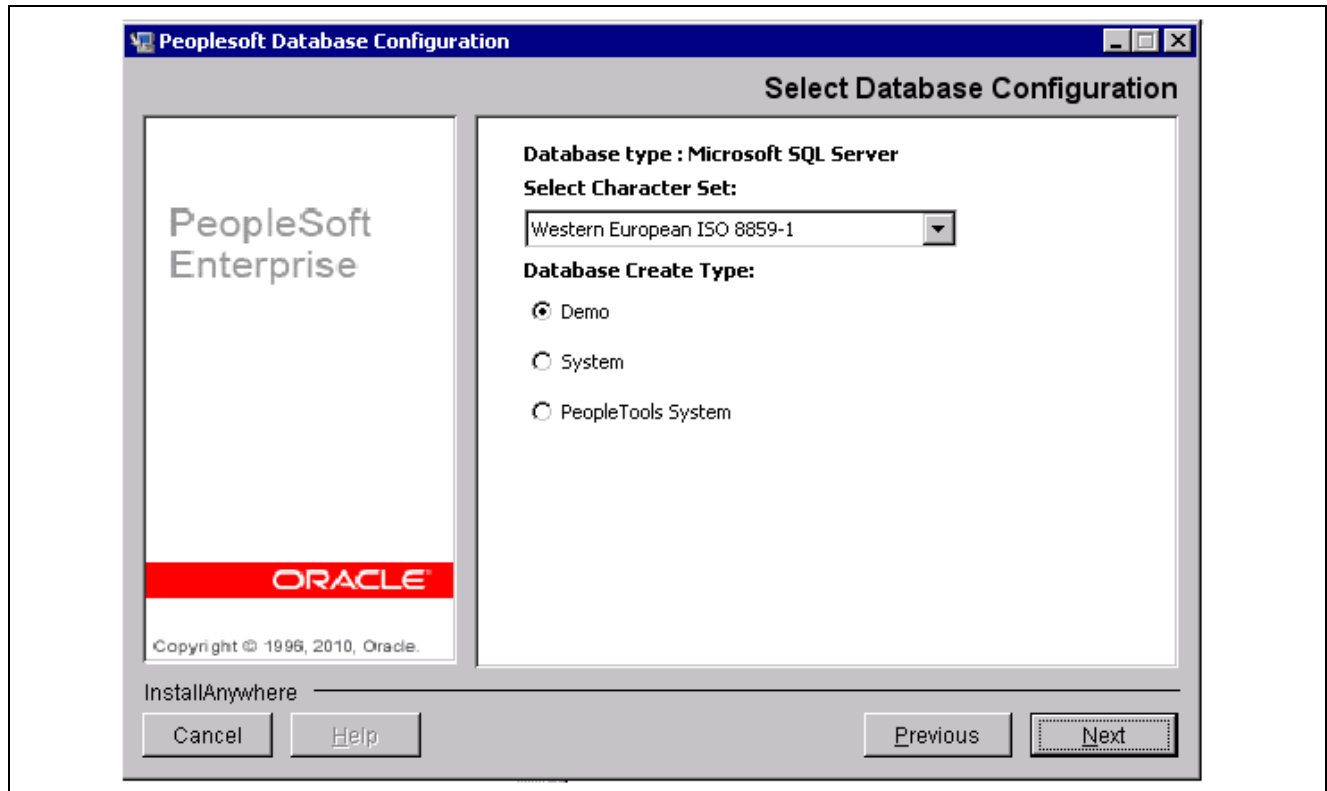 Peoplesoft Database Configuration
Select Database Configuration
PeopleSoft
Enterprise
ORACLE
Copyright © 1996, 2010, Oracle.
Database type : Microsoft SQL Server
Select Character Set:
Western European ISO 8859-1
Database Create Type:
Demo
System
PeopleTools System
InstallAnywhere
Cancel
Help
Previous
Next